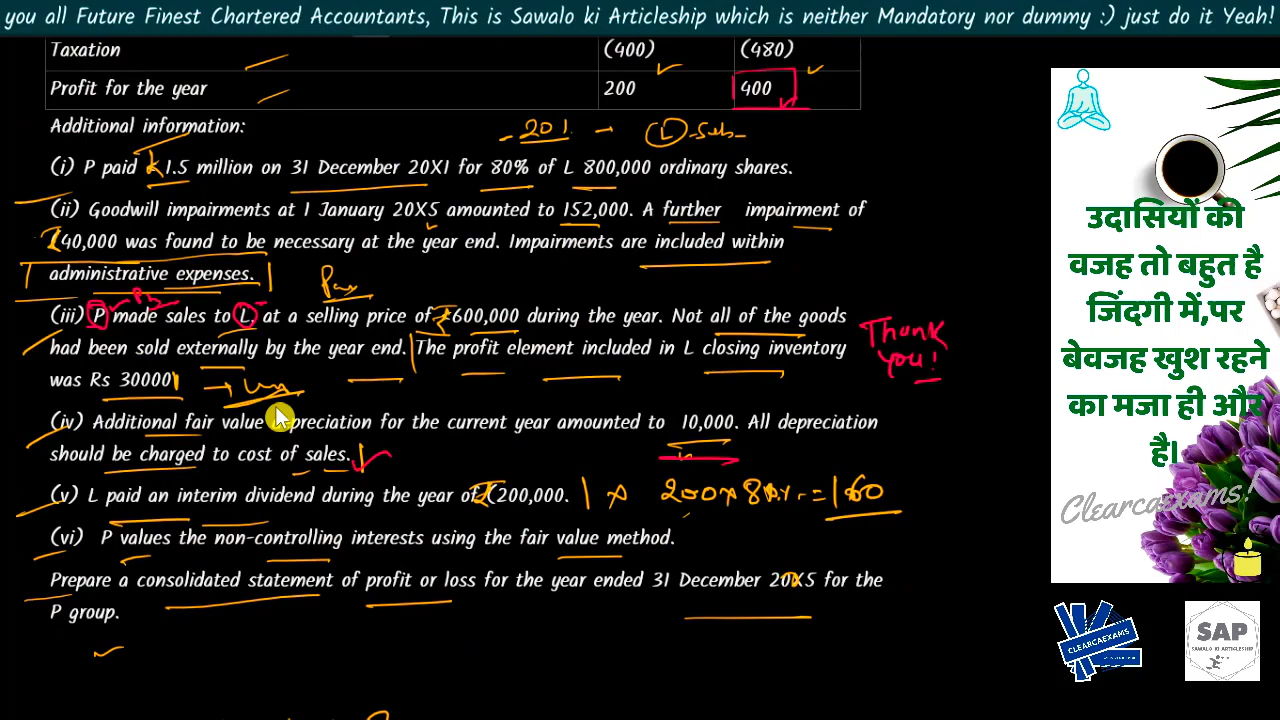 you all Future Finest Chartered Accountants, This is Sawalo ki Articleship which is neither Mandatory nor dummy :) just do it Yeah!
Taxation (400) (480)
Profit for the year 200 400
Additional information:
20% → (L) Sub
(i) P paid ₹1.5 million on 31 December 20X1 for 80% of L 800,000 ordinary shares.
(ii) Goodwill impairments at 1 January 20X5 amounted to 152,000. A further impairment of
₹40,000 was found to be necessary at the year end. Impairments are included within
administrative expenses.
(iii) P made sales to L, at a selling price of ₹600,000 during the year. Not all of the goods
had been sold externally by the year end. The profit element included in L closing inventory
was Rs 30000
(iv) Additional fair value depreciation for the current year amounted to 10,000. All depreciation
should be charged to cost of sales.
(v) L paid an interim dividend during the year of ₹200,000. 200×80% = 160
(vi) P values the non-controlling interests using the fair value method.
Prepare a consolidated statement of profit or loss for the year ended 31 December 20X5 for the
P group.
Thank
you!
उदासियों की
वजह तो बहुत है
जिंदगी में,पर
बेवजह खुश रहने
का मजा ही और
है।
Clearcaexams!
CLEARCAEXAMS
SAP
SAWALO KI ARTICLESHIP